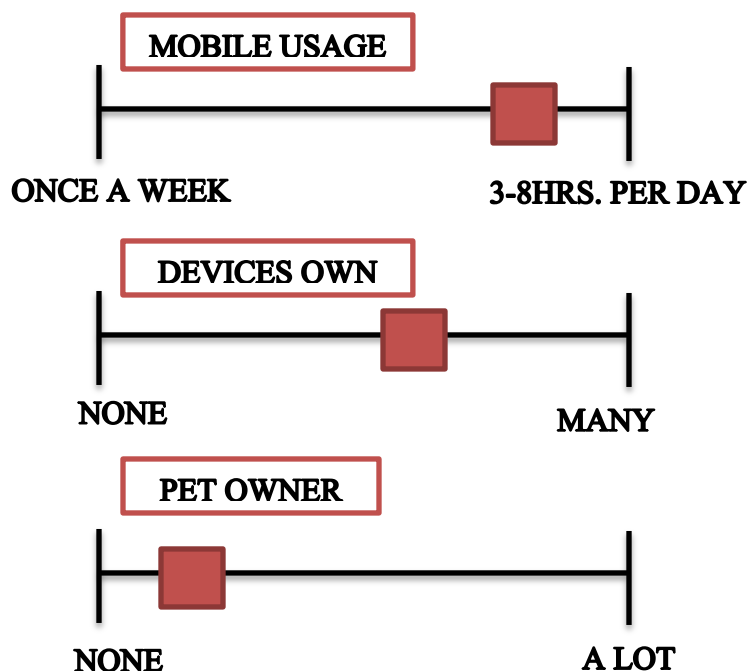 MOBILE USAGE
ONCE A WEEK
3-8HRS. PER DAY
DEVICES OWN
NONE
MANY
PET OWNER
NONE
A LOT